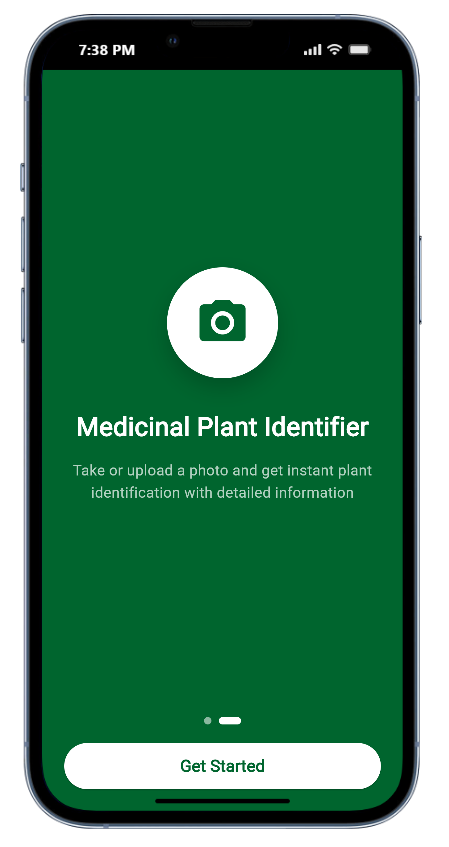 7:38 PM
Medicinal Plant Identifier
Take or upload a photo and get instant plant
identification with detailed information
Get Started